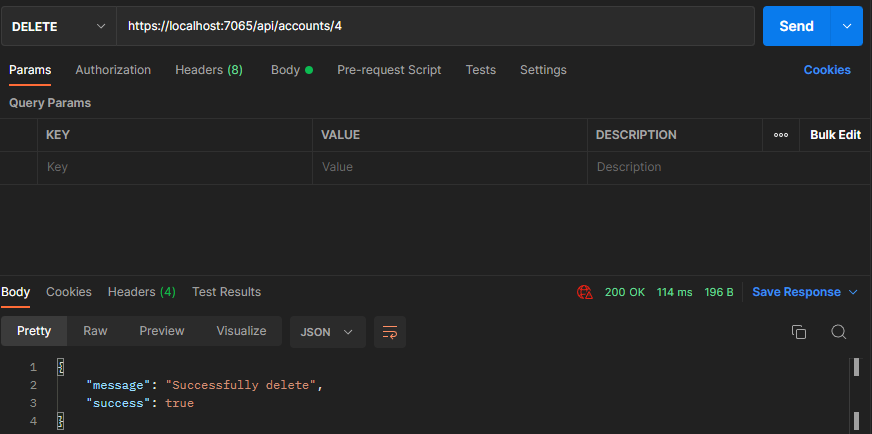 DELETE https://localhost:7065/api/accounts/4 Send
Params Authorization Headers (8) Body Pre-request Script Tests Settings Cookies
Query Params
KEY VALUE DESCRIPTION ooo Bulk Edit
Key Value Description
Body Cookies Headers (4) Test Results 200 OK 114 ms 196 B Save Response
Pretty Raw Preview Visualize JSON
1 {
2 "message": "Successfully delete",
3 "success": true
4 }